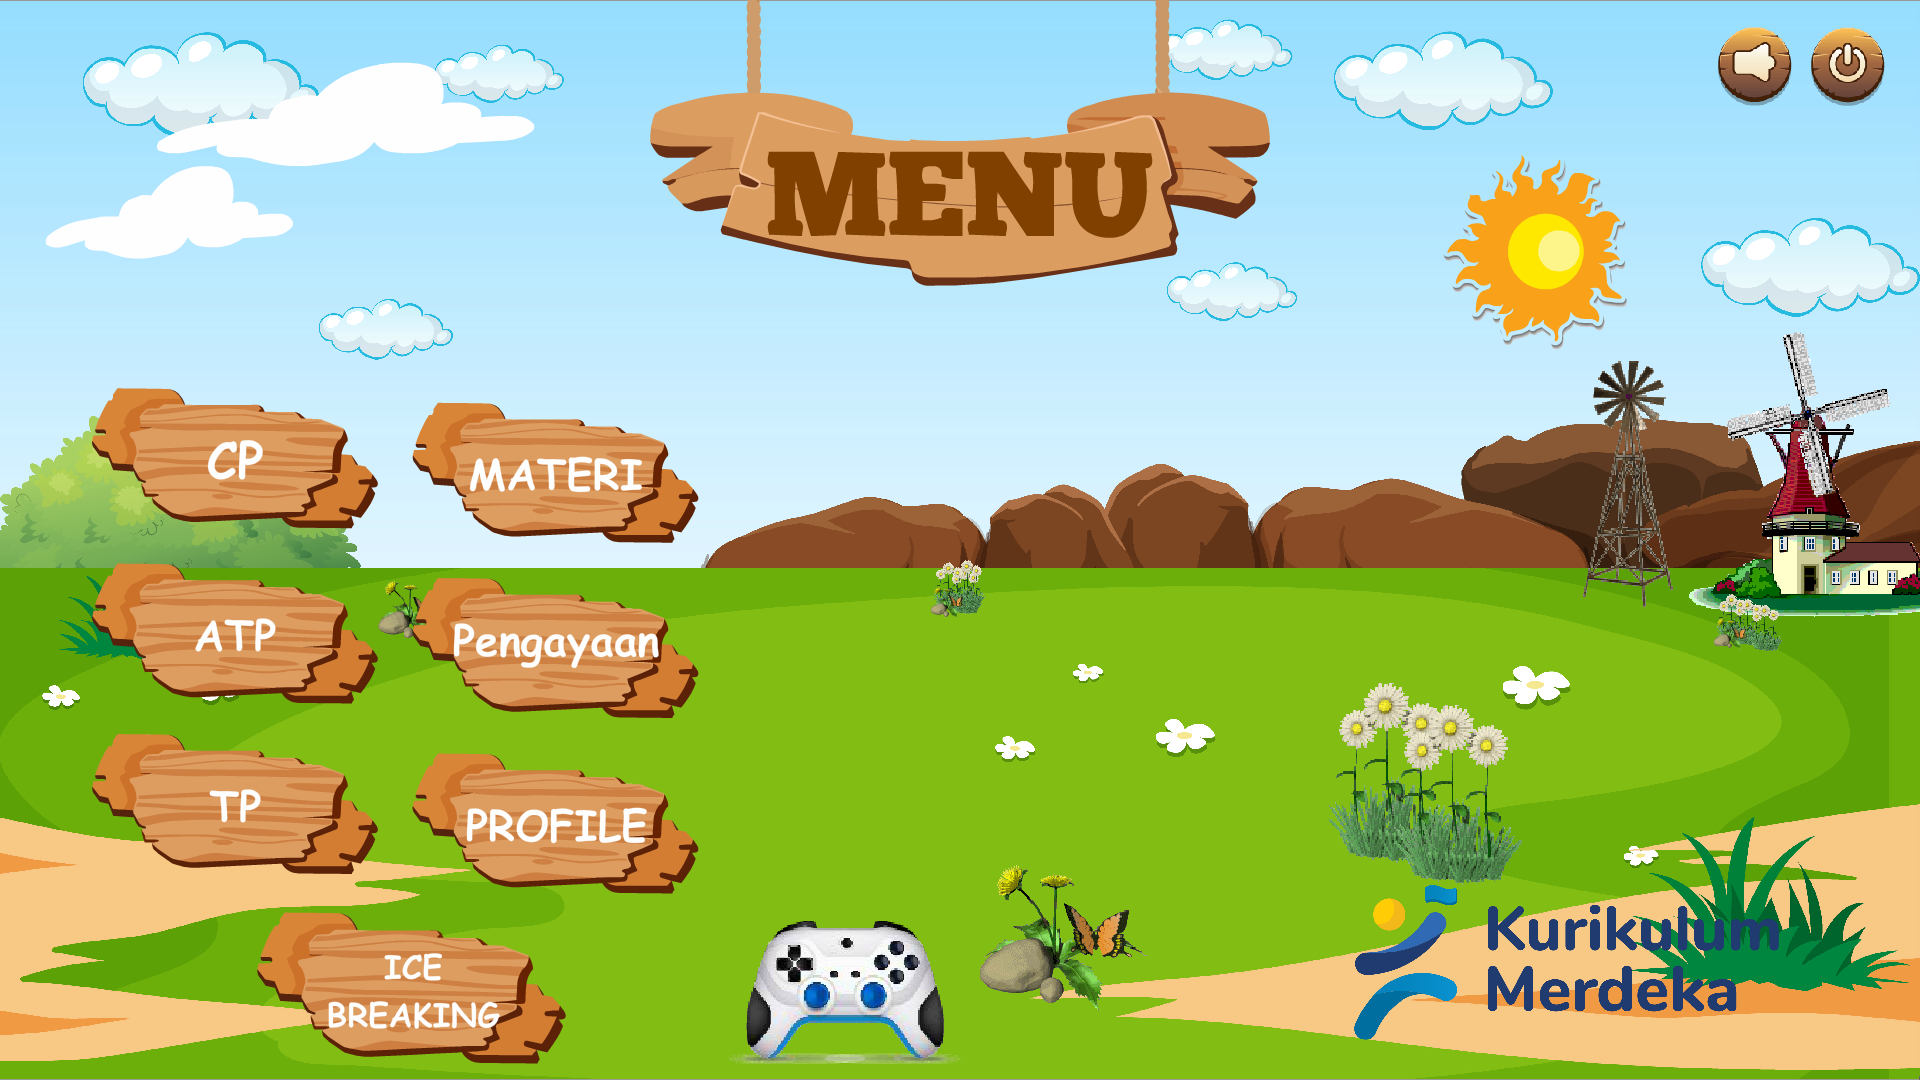 MENU
CP
MATERI
ATP
Pengayaan
TP
PROFILE
ICE
BREAKING
Kurikulum
Merdeka